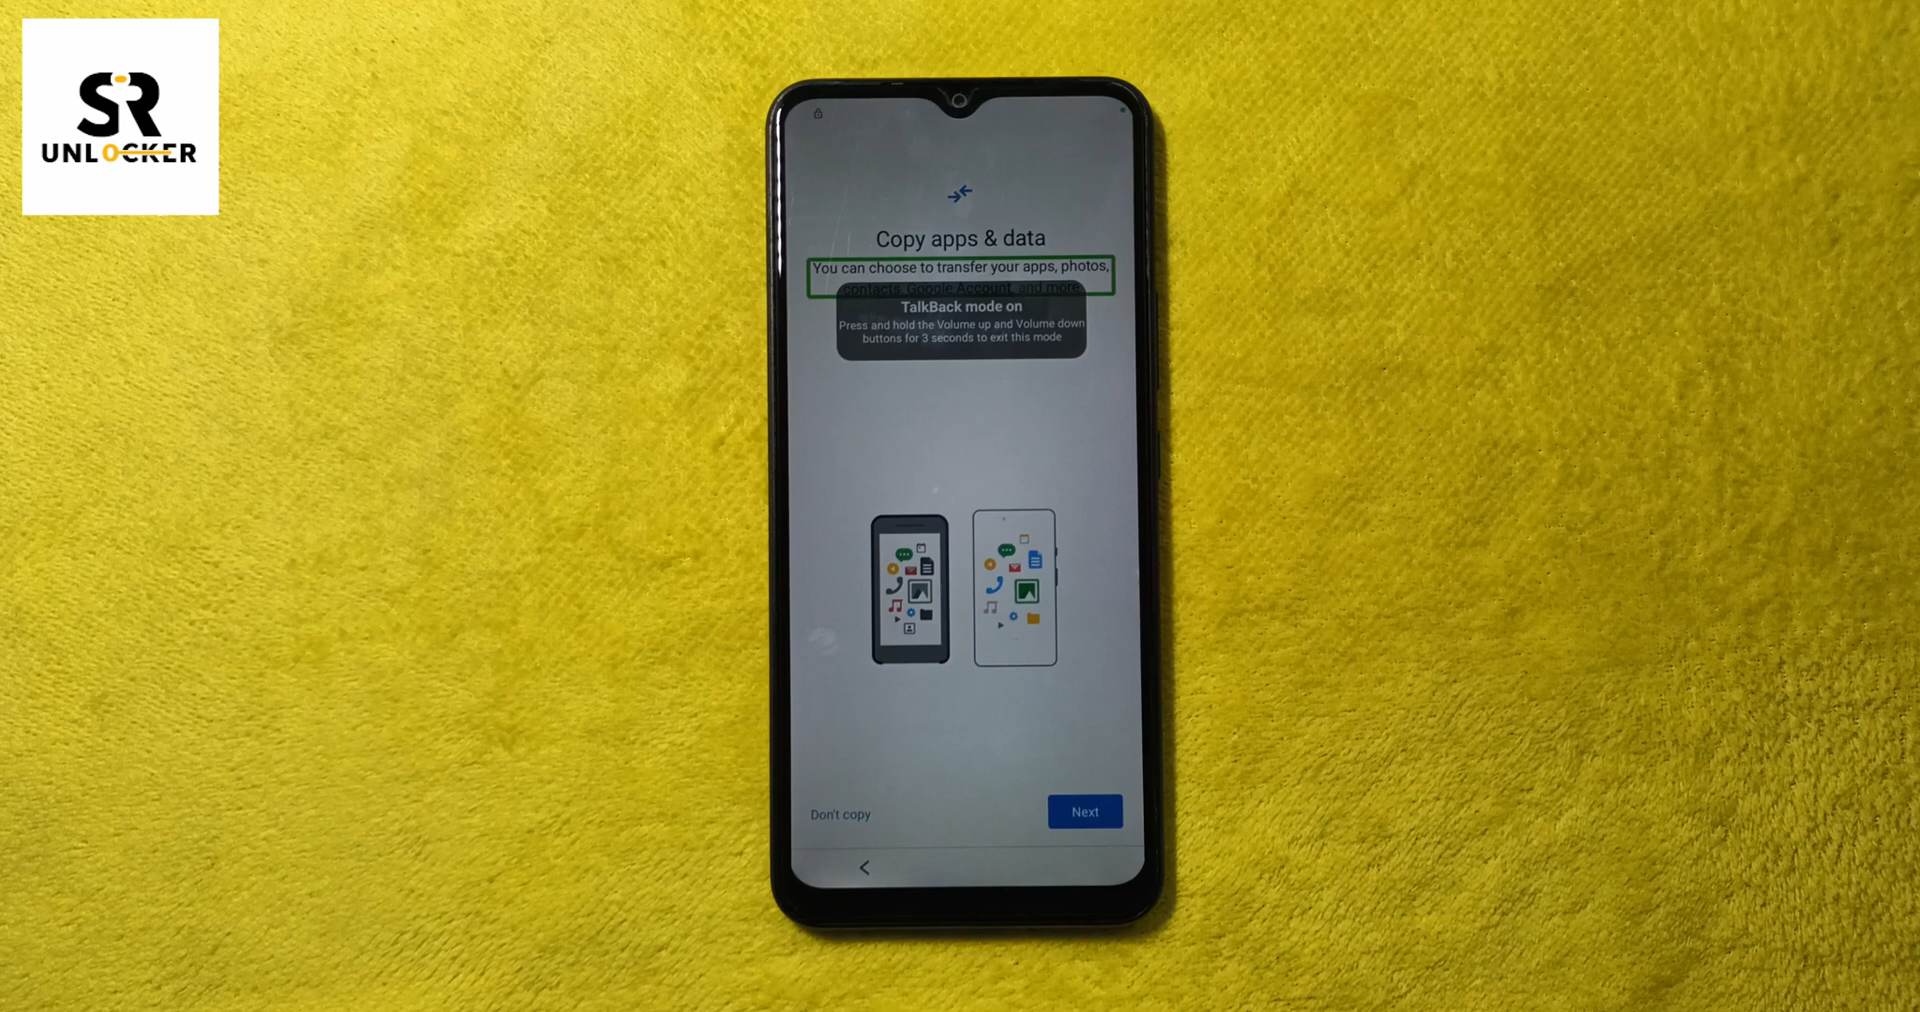 SR
UNLOCKER
Copy apps & data
You can choose to transfer your apps, photos,
contacts, Google Account, and more
TalkBack mode on
Press and hold the Volume up and Volume down
buttons for 3 seconds to exit this mode
Don't copy
Next